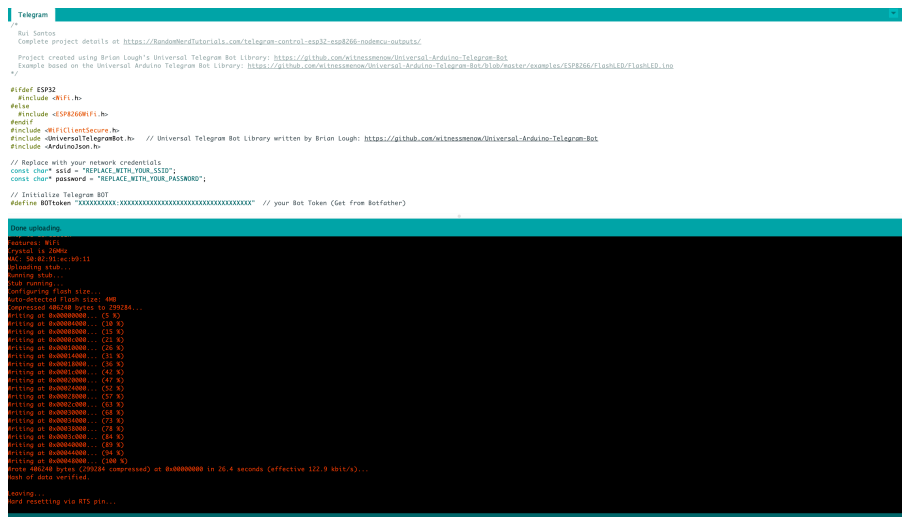 Telegram
/*
Rui Santos
Complete project details at https://RandomNerdTutorials.com/telegram-control-esp32-esp8266-nodemcu-outputs/
Project created using Brian Lough's Universal Telegram Bot Library: https://github.com/witnessmenow/Universal-Arduino-Telegram-Bot
Example based on the Universal Arduino Telegram Bot Library: https://github.com/witnessmenow/Universal-Arduino-Telegram-Bot/blob/master/examples/ESP8266/FlashLED/FlashLED.ino
*/
#ifdef ESP32
#include <WiFi.h>
#else
#include <ESP8266WiFi.h>
#endif
#include <WiFiClientSecure.h>
#include <UniversalTelegramBot.h> // Universal Telegram Bot Library written by Brian Lough: https://github.com/witnessmenow/Universal-Arduino-Telegram-Bot
#include <ArduinoJson.h>
// Replace with your network credentials
const char* ssid = "REPLACE_WITH_YOUR_SSID";
const char* password = "REPLACE_WITH_YOUR_PASSWORD";
// Initialize Telegram BOT
#define BOTtoken "XXXXXXXXXX:XXXXXXXXXXXXXXXXXXXXXXXXXXXXXXXXXXX" // your Bot Token (Get from Botfather)
Done uploading.
Features: WiFi
Crystal is 26MHz
MAC: 50:02:91:ec:b9:11
Uploading stub...
Running stub...
Stub running...
Configuring flash size...
Auto-detected Flash size: 4MB
Compressed 406240 bytes to 299284...
Writing at 0x00000000... (5 %)
Writing at 0x00004000... (10 %)
Writing at 0x00008000... (15 %)
Writing at 0x0000c000... (21 %)
Writing at 0x00010000... (26 %)
Writing at 0x00014000... (31 %)
Writing at 0x00018000... (36 %)
Writing at 0x0001c000... (42 %)
Writing at 0x00020000... (47 %)
Writing at 0x00024000... (52 %)
Writing at 0x00028000... (57 %)
Writing at 0x0002c000... (63 %)
Writing at 0x00030000... (68 %)
Writing at 0x00034000... (73 %)
Writing at 0x00038000... (78 %)
Writing at 0x0003c000... (84 %)
Writing at 0x00040000... (89 %)
Writing at 0x00044000... (94 %)
Writing at 0x00048000... (100 %)
Wrote 406240 bytes (299284 compressed) at 0x00000000 in 26.4 seconds (effective 122.9 kbit/s)...
Hash of data verified.
Leaving...
Hard resetting via RTS pin...